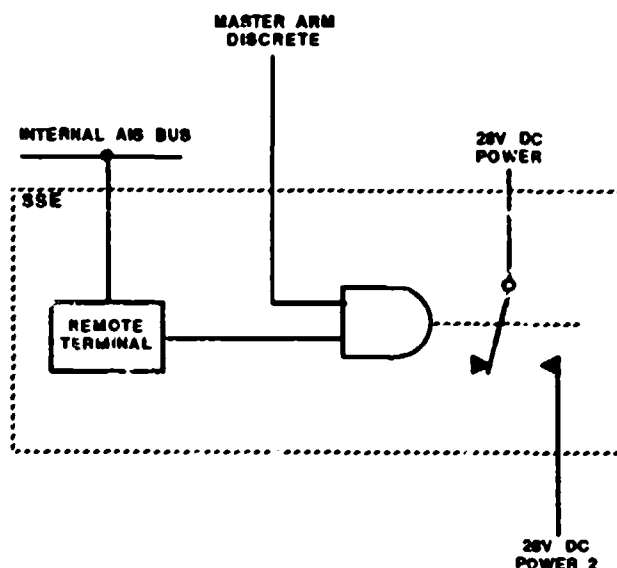 MASTER ARM
DISCRETE
INTERNAL AIS BUS
28V DC
POWER
SSE
REMOTE
TERMINAL
28V DC
POWER 2